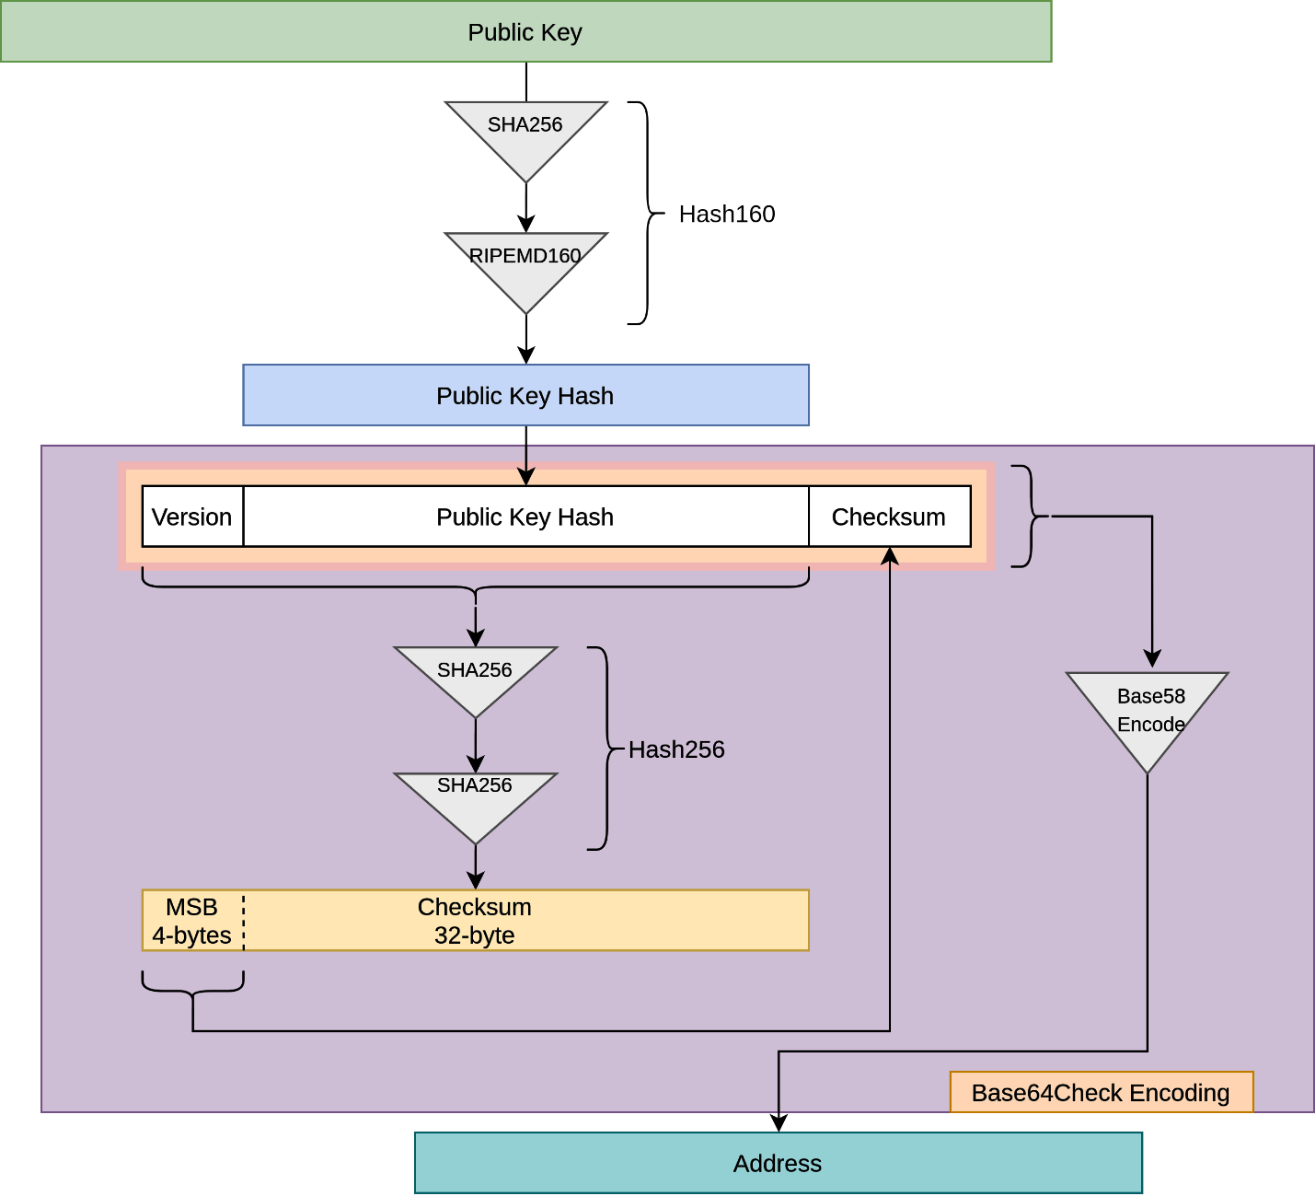 Public Key
SHA256
Hash160
RIPEMD160
Public Key Hash
Version
Public Key Hash
Checksum
SHA256
Base58
Encode
Hash256
SHA256
MSB
4-bytes
Checksum
32-byte
Base64Check Encoding
Address